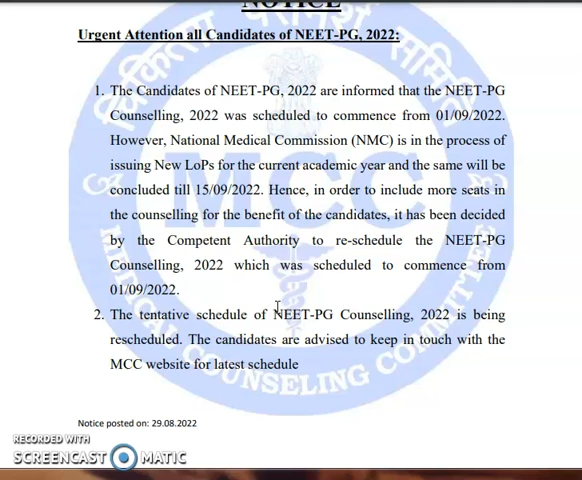 NOTICE
Urgent Attention all Candidates of NEET-PG, 2022:
1. The Candidates of NEET-PG, 2022 are informed that the NEET-PG
Counselling, 2022 was scheduled to commence from 01/09/2022.
However, National Medical Commission (NMC) is in the process of
issuing New LoPs for the current academic year and the same will be
concluded till 15/09/2022. Hence, in order to include more seats in
the counselling for the benefit of the candidates, it has been decided
by the Competent Authority to re-schedule the NEET-PG
Counselling, 2022 which was scheduled to commence from
01/09/2022.
2. The tentative schedule of NEET-PG Counselling, 2022 is being
rescheduled. The candidates are advised to keep in touch with the
MCC website for latest schedule
MCC
MEDICAL COUNSELING COMMITTEE
Notice posted on: 29.08.2022
RECORDED WITH
SCREENCAST MATIC